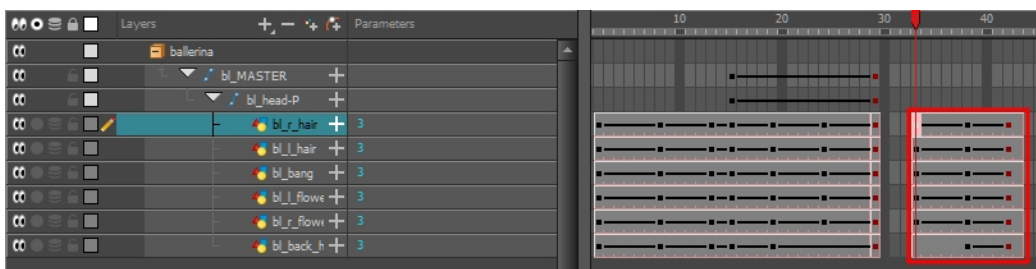 Layers Parameters 10 20 30 40
ballerina
bl_MASTER
bl_head-P
bl_r_hair 3
bl_l_hair 3
bl_bang 3
bl_l_flowe 3
bl_r_flowe 3
bl_back_h 3